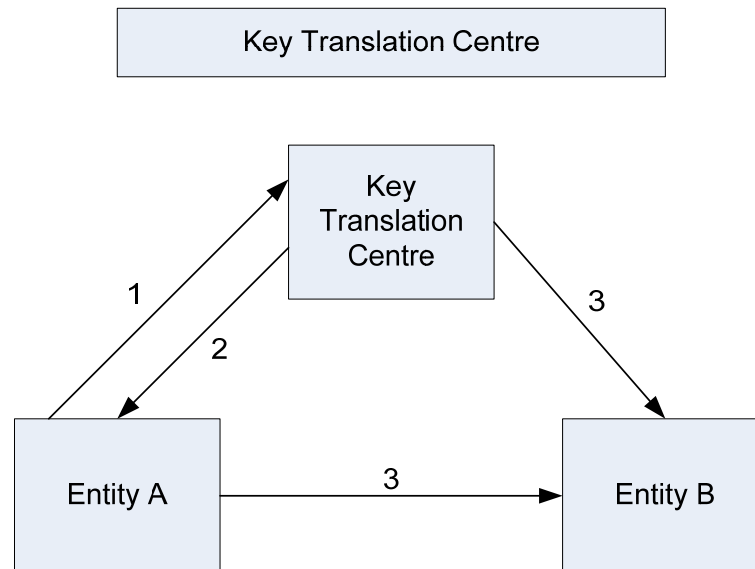 Key Translation Centre
Key
Translation
Centre
1
2
3
Entity A
3
Entity B